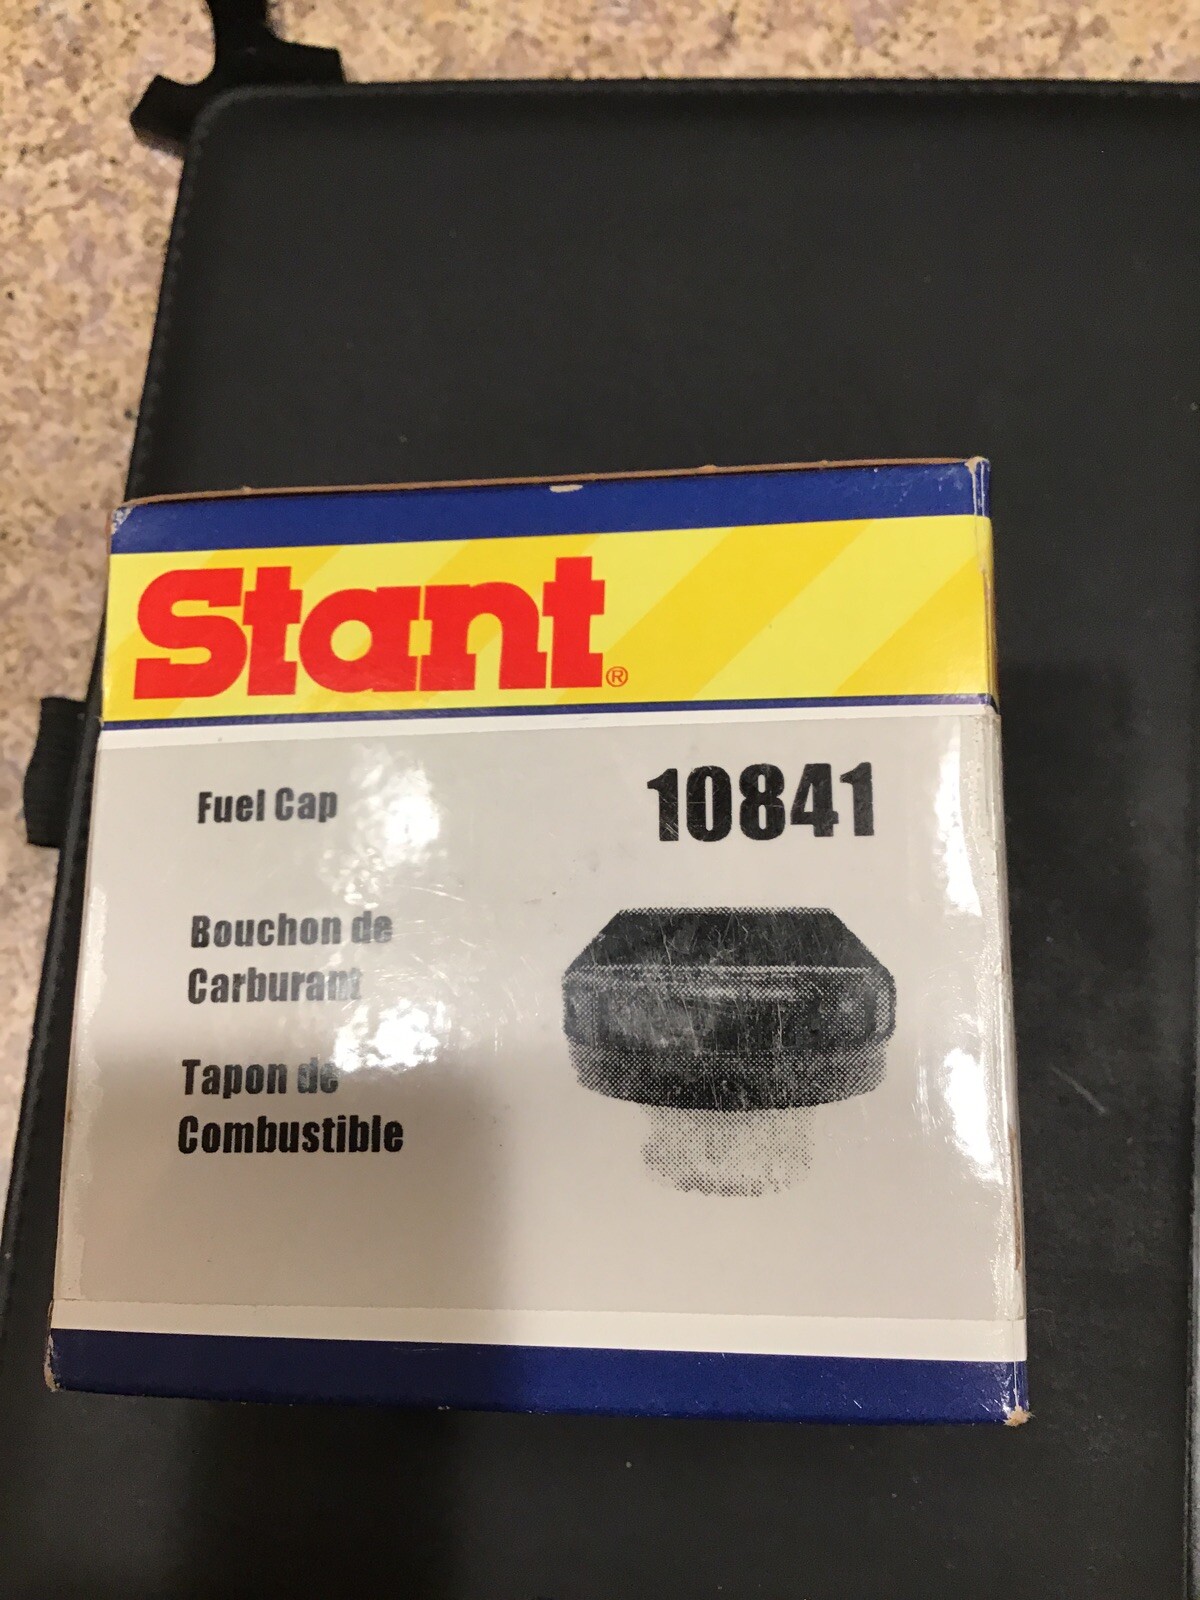 Stant®
Fuel Cap
10841
Bouchon de
Carburant
Tapon de
Combustible